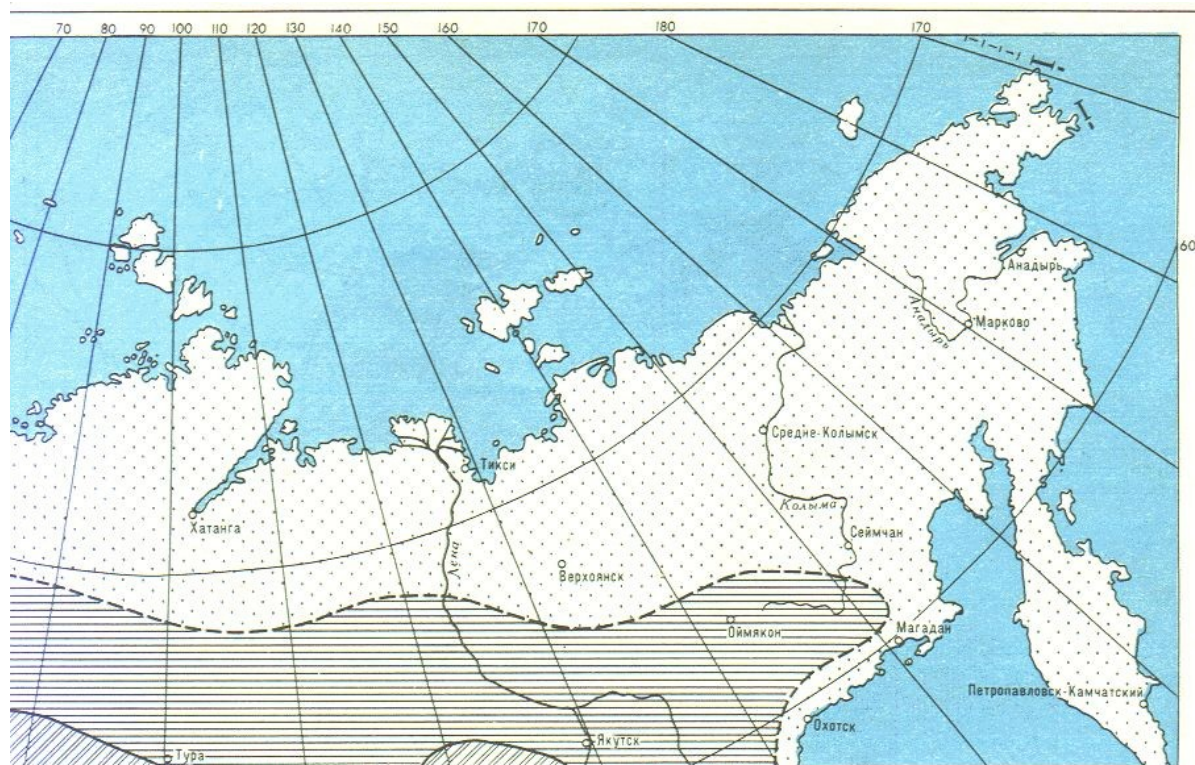 70 80 90 100 110 120 130 140 150 160 170 180 170
60
Анадырь
Анадырь
Марково
Средне-Колымск
Тикси
Колыма
Хатанга
Сеймчан
Лена
Верхоянск
Оймякон
Магадан
Петропавловск-Камчатский
Охотск
Якутск
Тура